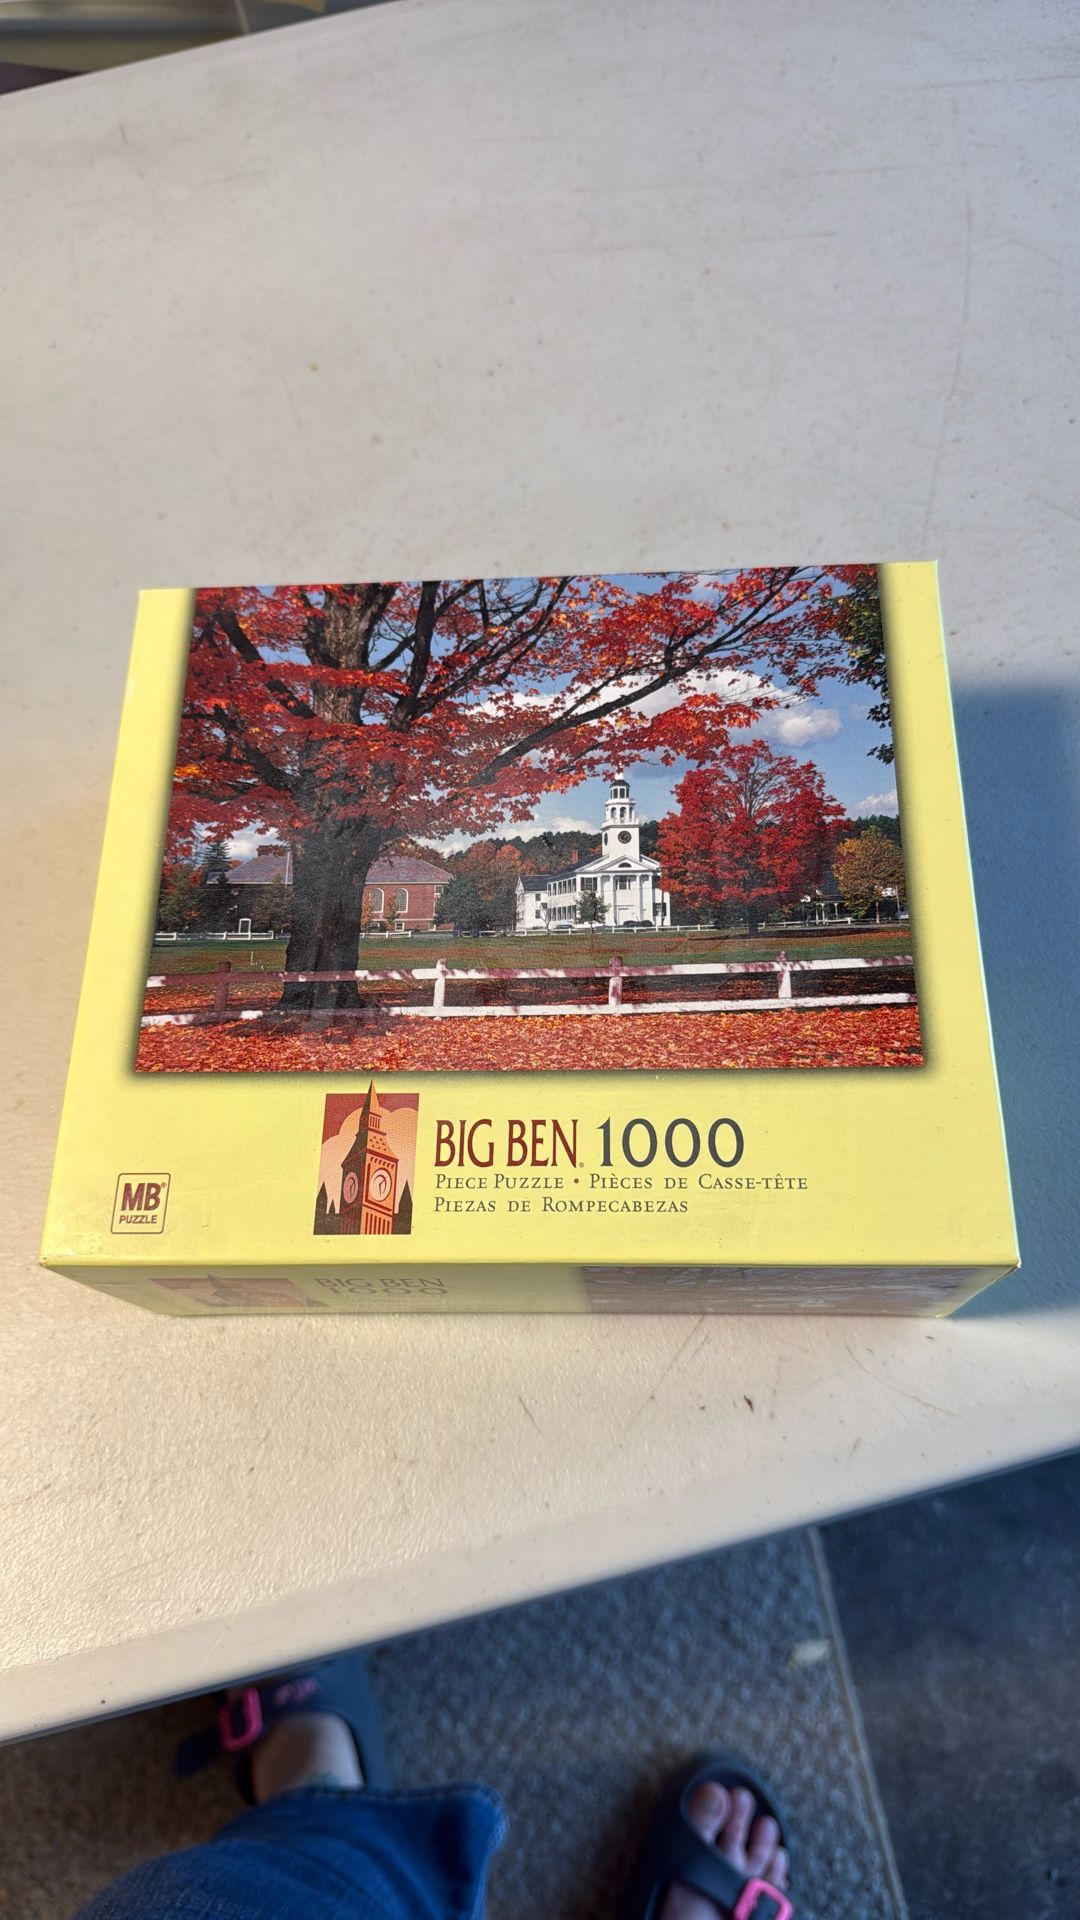 BIG BEN® 1000
PIECE PUZZLE • PIÈCES DE CASSE-TÊTE
PIEZAS DE ROMPECABEZAS
MB®
PUZZLE
BIG BEN
1000